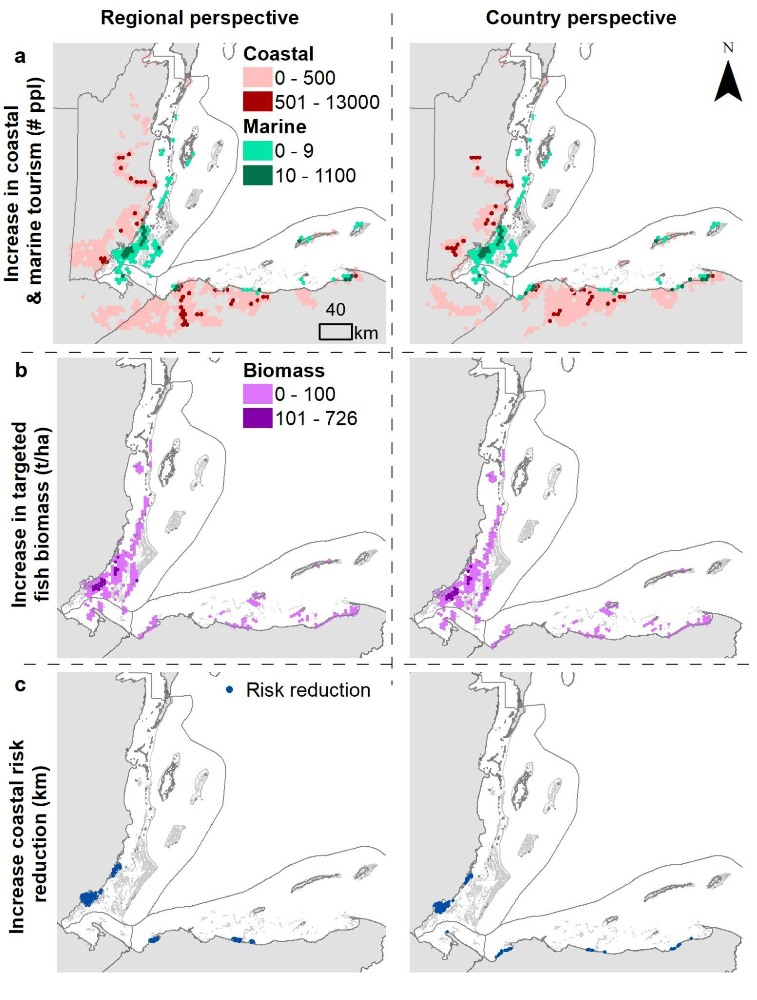 Regional perspective
Country perspective
a
Increase in coastal
& marine tourism (# ppl)
Coastal
0 - 500
501 - 13000
Marine
0 - 9
10 - 1100
40
km
N
b
Increase in targeted
fish biomass (t/ha)
Biomass
0 - 100
101 - 726
c
Increase coastal risk
reduction (km)
Risk reduction